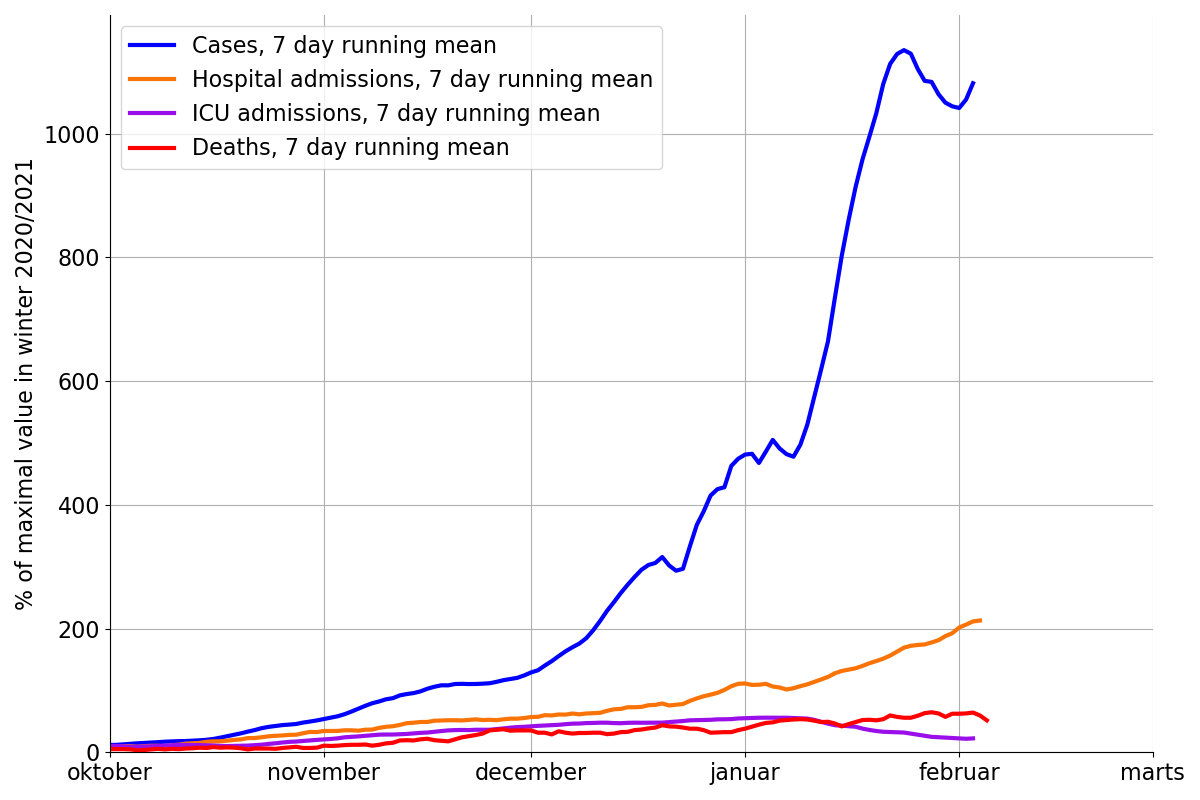 Cases, 7 day running mean
Hospital admissions, 7 day running mean
ICU admissions, 7 day running mean
Deaths, 7 day running mean
% of maximal value in winter 2020/2021
1000
800
600
400
200
0
oktober november december januar februar marts